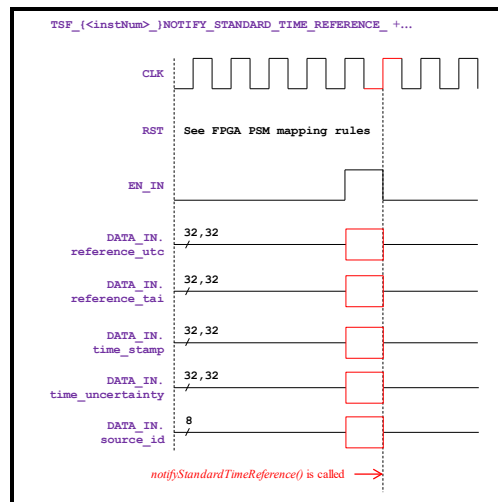 TSF_{<instNum>_}NOTIFY_STANDARD_TIME_REFERENCE_ +…
CLK
RST See FPGA PSM mapping rules
EN_IN
DATA_IN. 32,32
reference_utc
DATA_IN. 32,32
reference_tai
DATA_IN. 32,32
time_stamp
DATA_IN. 32,32
time_uncertainty
DATA_IN. 8
source_id
notifyStandardTimeReference() is called